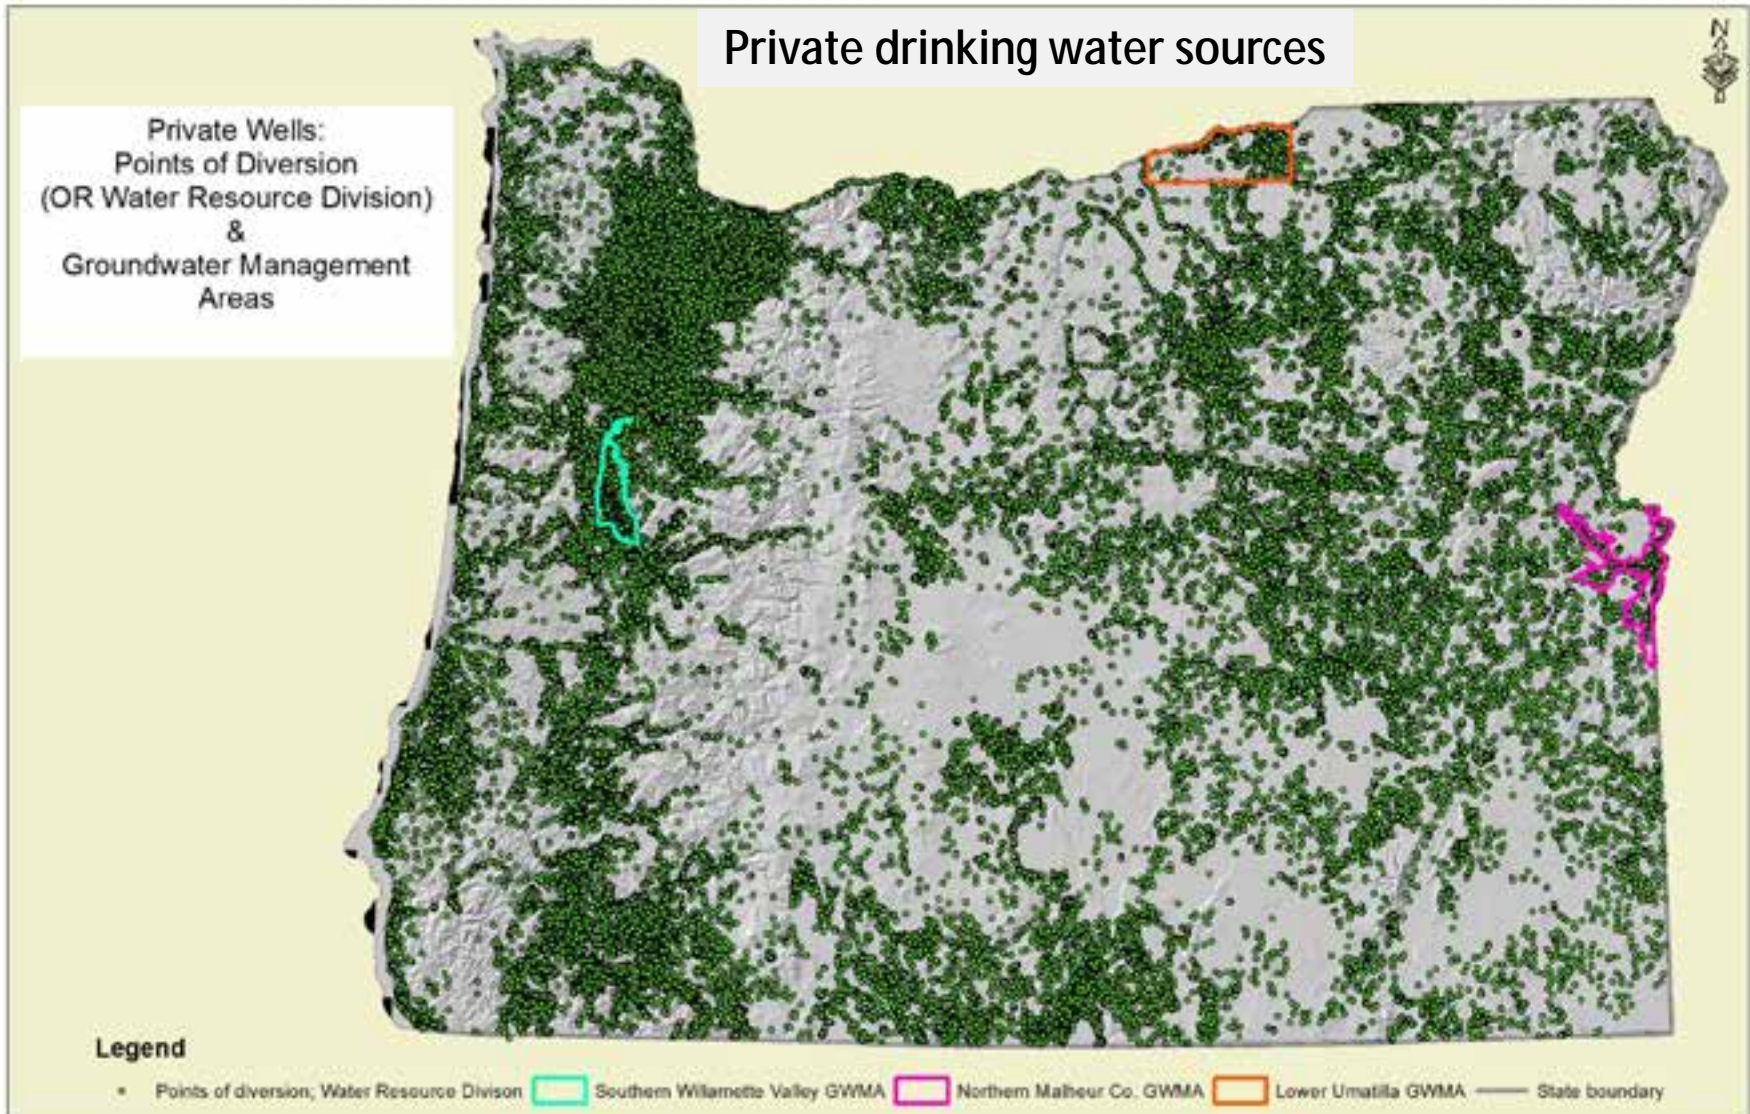 Private drinking water sources
N
Private Wells:
Points of Diversion
(OR Water Resource Division)
&
Groundwater Management
Areas
Legend
Points of diversion; Water Resource Divison
Southern Willamette Valley GWMA
Northern Malheur Co. GWMA
Lower Umatilla GWMA
State boundary